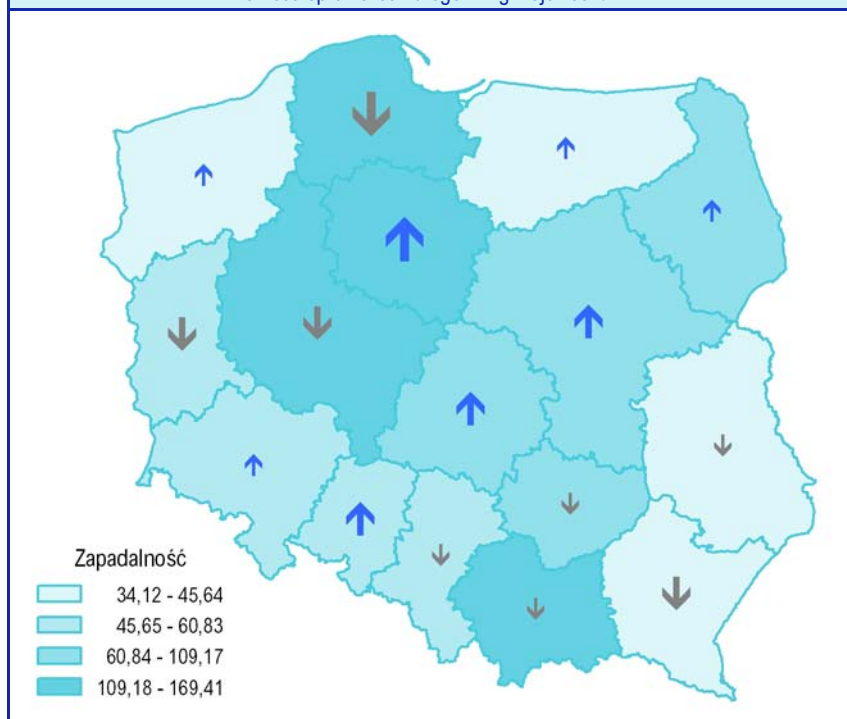 Zapadalność
34,12 - 45,64
45,65 - 60,83
60,84 - 109,17
109,18 - 169,41